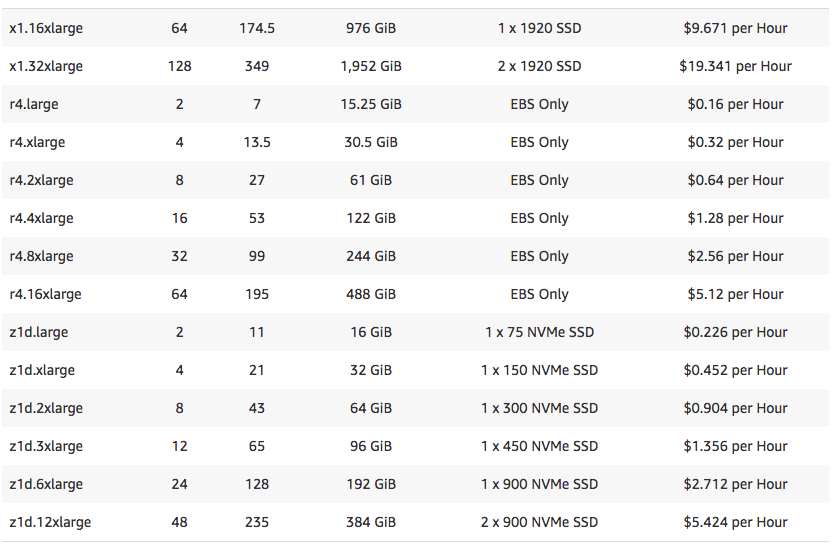 x1.16xlarge 64 174.5 976 GiB 1 x 1920 SSD $9.671 per Hour
x1.32xlarge 128 349 1,952 GiB 2 x 1920 SSD $19.341 per Hour
r4.large 2 7 15.25 GiB EBS Only $0.16 per Hour
r4.xlarge 4 13.5 30.5 GiB EBS Only $0.32 per Hour
r4.2xlarge 8 27 61 GiB EBS Only $0.64 per Hour
r4.4xlarge 16 53 122 GiB EBS Only $1.28 per Hour
r4.8xlarge 32 99 244 GiB EBS Only $2.56 per Hour
r4.16xlarge 64 195 488 GiB EBS Only $5.12 per Hour
z1d.large 2 11 16 GiB 1 x 75 NVMe SSD $0.226 per Hour
z1d.xlarge 4 21 32 GiB 1 x 150 NVMe SSD $0.452 per Hour
z1d.2xlarge 8 43 64 GiB 1 x 300 NVMe SSD $0.904 per Hour
z1d.3xlarge 12 65 96 GiB 1 x 450 NVMe SSD $1.356 per Hour
z1d.6xlarge 24 128 192 GiB 1 x 900 NVMe SSD $2.712 per Hour
z1d.12xlarge 48 235 384 GiB 2 x 900 NVMe SSD $5.424 per Hour